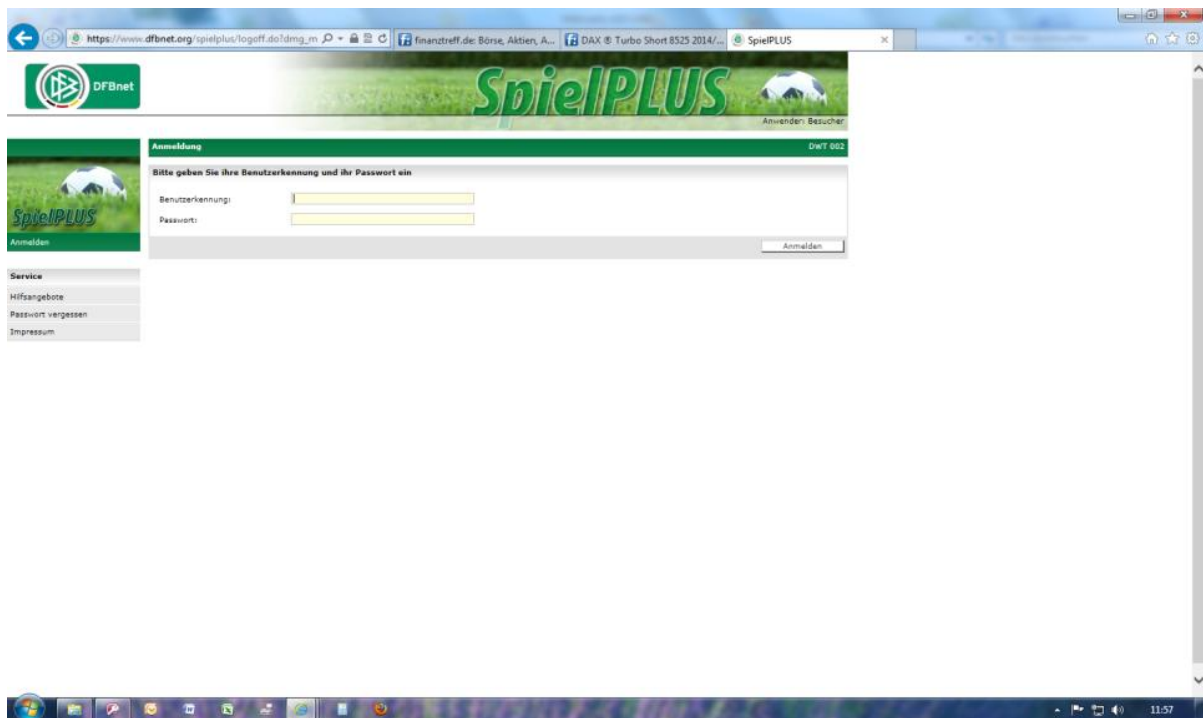 https://www.dfbnet.org/spielplus/logoff.do?dmg_m
finanztreff.de: Börse, Aktien, A...
DAX ® Turbo Short 8525 2014/...
SpielPLUS
DFBnet
SpielPLUS
Anwender: Besucher
Anmeldung
DWT 002
Bitte geben Sie ihre Benutzerkennung und ihr Passwort ein
Benutzerkennung:
Passwort:
Anmelden
SpielPLUS
Anmelden
Service
Hilfsangebote
Passwort vergessen
Impressum
11:57